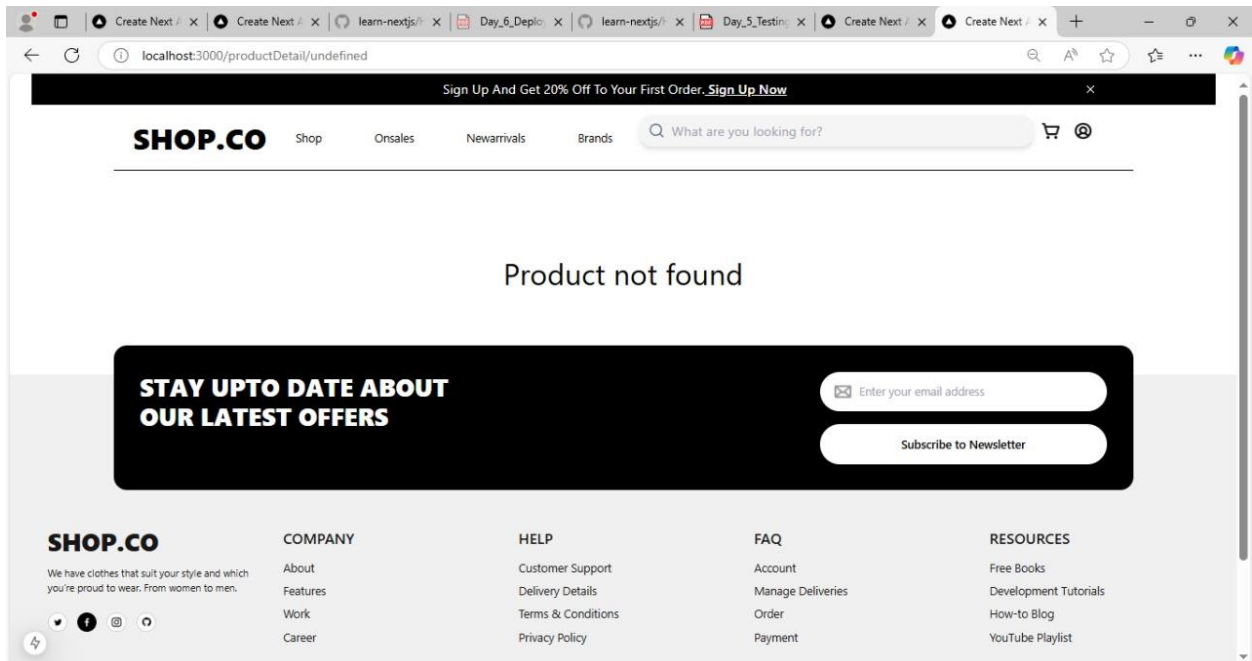 Create Next A
Create Next A
learn-nextjs/
Day_6_Deplo
learn-nextjs/
Day_5_Testing
Create Next A
Create Next A
localhost:3000/productDetail/undefined
Sign Up And Get 20% Off To Your First Order. Sign Up Now
SHOP.CO
Shop
Onsales
Newarrivals
Brands
What are you looking for?
Product not found
STAY UPTO DATE ABOUT
OUR LATEST OFFERS
Enter your email address
Subscribe to Newsletter
SHOP.CO
We have clothes that suit your style and which
you're proud to wear. From women to men.
COMPANY
About
Features
Work
Career
HELP
Customer Support
Delivery Details
Terms & Conditions
Privacy Policy
FAQ
Account
Manage Deliveries
Order
Payment
RESOURCES
Free Books
Development Tutorials
How-to Blog
YouTube Playlist